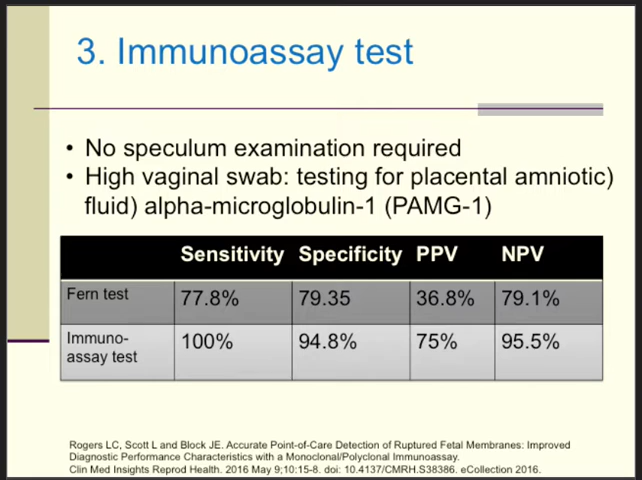 3. Immunoassay test
• No speculum examination required
• High vaginal swab: testing for placental amniotic)
fluid) alpha-microglobulin-1 (PAMG-1)
Sensitivity Specificity PPV NPV
Fern test 77.8% 79.35 36.8% 79.1%
Immuno-
assay test 100% 94.8% 75% 95.5%
Rogers LC, Scott L and Block JE. Accurate Point-of-Care Detection of Ruptured Fetal Membranes: Improved
Diagnostic Performance Characteristics with a Monoclonal/Polyclonal Immunoassay.
Clin Med Insights Reprod Health. 2016 May 9;10:15-8. doi: 10.4137/CMRH.S38386. eCollection 2016.